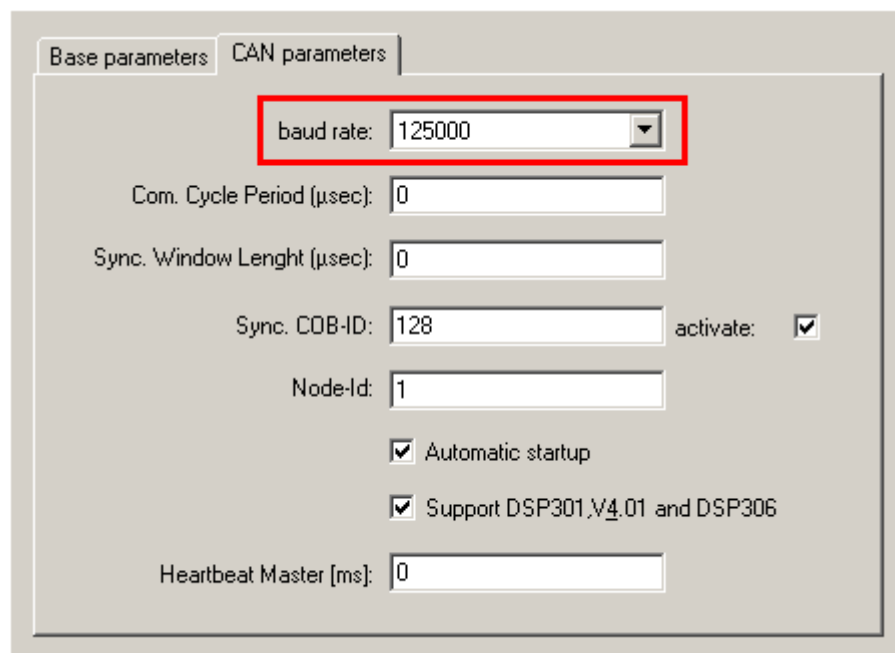 Base parameters CAN parameters
baud rate: 125000
Com. Cycle Period (µsec): 0
Sync. Window Lenght (µsec): 0
Sync. COB-ID: 128 activate:
Node-Id: 1
Automatic startup
Support DSP301,V4.01 and DSP306
Heartbeat Master [ms]: 0